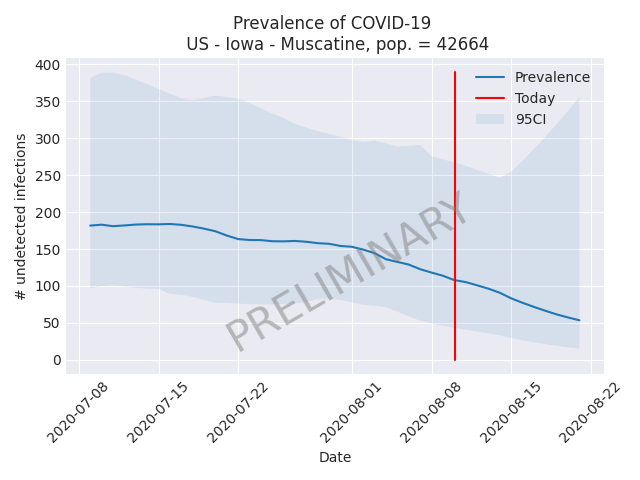 Prevalence of COVID-19
US - Iowa - Muscatine, pop. = 42664
400
350
300
250
200
150
100
50
0
# undetected infections
Prevalence
Today
95CI
PRELIMINARY
2020-07-08
2020-07-15
2020-07-22
2020-08-01
2020-08-08
2020-08-15
2020-08-22
Date